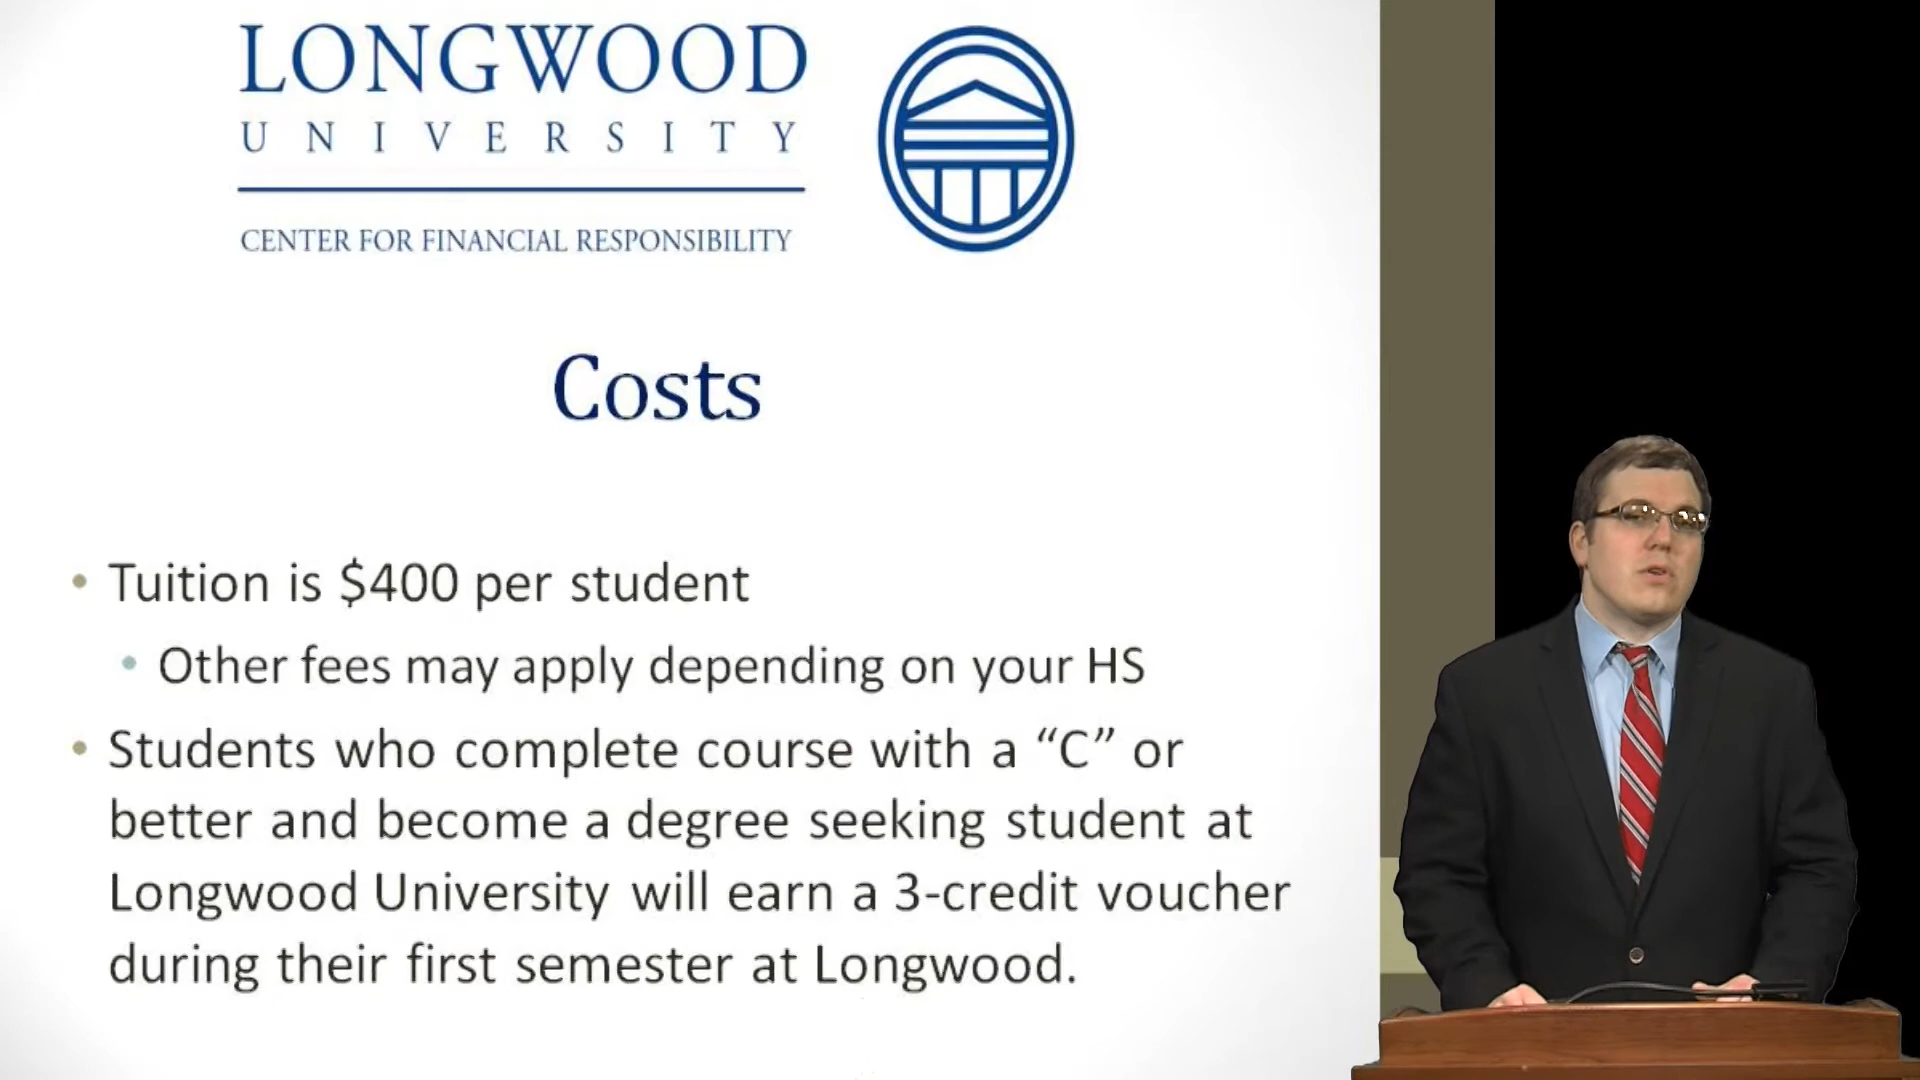 LONGWOOD
UNIVERSITY
CENTER FOR FINANCIAL RESPONSIBILITY
Costs
• Tuition is $400 per student
• Other fees may apply depending on your HS
• Students who complete course with a “C” or
better and become a degree seeking student at
Longwood University will earn a 3-credit voucher
during their first semester at Longwood.